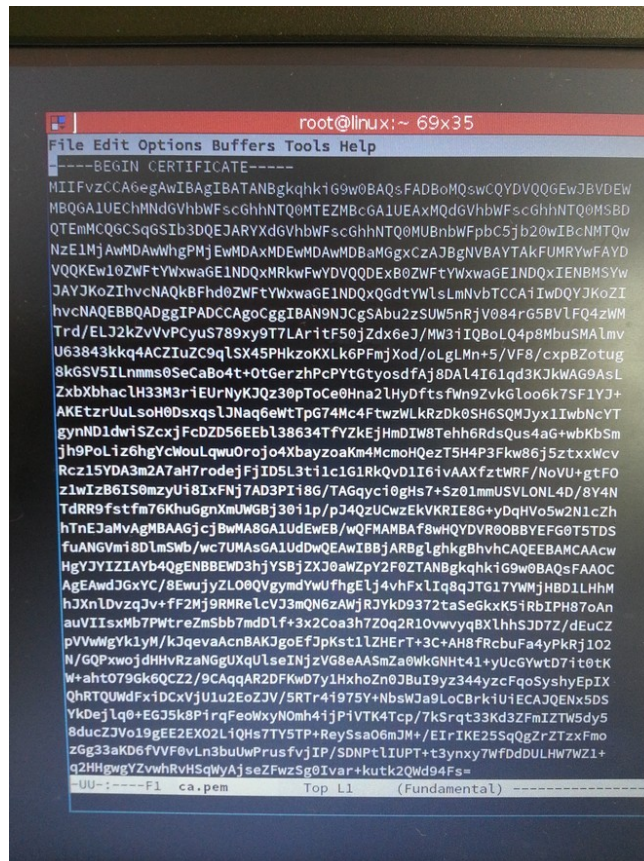 root@linux:~ 69x35
File Edit Options Buffers Tools Help
-----BEGIN CERTIFICATE-----
MIIFvzCCA6egAwIBAgIBATANBgkqhkiG9w0BAQsFADBoMQswCQYDVQQGEwJBVDEW
MBQGA1UEChMNdGVhbWFscGhhNTQ0MTEZMBcGA1UEAxMQdGVhbWFscGhhNTQ0MSBD
QTEmMCQGCSqGSIb3DQEJARYXdGVhbWFscGhhNTQ0MUBnbWFpbC5jb20wIBcNMTQw
NzE1MjAwMDAwWhgPMjEwMDAxMDEwMDAwMDBaMGgxCzAJBgNVBAYTAkFUMRYwFAYD
VQQKEw10ZWFtYWxwaGE1NDQxMRkwFwYDVQQDExB0ZWFtYWxwaGE1NDQxIENBMSYw
JAYJKoZIhvcNAQkBFhd0ZWFtYWxwaGE1NDQxQGdtYWlsLmNvbTCCAiIwDQYJKoZI
hvcNAQEBBQADggIPADCCAgoCggIBAN9NJCgSAbu2zSUW5nRjV084rG5BVlFQ4zWM
Trd/ELJ2kZvVvPCyuS789xy9T7LAritF50jZdx6eJ/MW3iIQBoLQ4p8MbuSMAlmv
U63843kkq4ACZIuZC9qlSX45PHkzoKXLk6PFmjXod/oLgLMn+5/VF8/cxpBZotug
8kGSV5ILnmms0SeCaBo4t+OtGerzhPcPYtGtyosdfAj8DAl4I61qd3KJkWAG9AsL
ZxbXbhaclH33M3riEUrNyKJQz30pToCe0Hna2lHyDftsfWn9ZvkGloo6k7SF1YJ+
AKEtzrUuLsoH0DsxqslJNaq6eWtTpG74Mc4FtwzWLkRzDk0SH6SQMJyx1IwbNcYT
gynND1dwiSZcxjFcDZD56EEbl38634TfYZkEjHmDIW8Tehh6RdsQus4aG+wbKbSm
jh9PoLiz6hgYcWouLqwuOrojo4XbayzoaKm4McmoHQezT5H4P3Fkw86j5ztxxWcv
Rcz15YDA3m2A7aH7rodejFjID5L3ti1c1G1RkQvD1I6ivAAXfztWRF/NoVU+gtFO
z1wIzB6IS0mzyUi8IxFNj7AD3PIi8G/TAGqyci0gHs7+Sz01mmUSVLONL4D/8Y4N
TdRR9fstfm76KhuGgnXmUWGBj30i1p/pJ4QzUCwzEkVKRIE8G+yDqHVo5w2N1cZh
hTnEJaMvAgMBAAGjcjBwMA8GA1UdEwEB/wQFMAMBAf8wHQYDVR0OBBYEFG0T5TDS
fuANGVmi8DlmSWb/wc7UMAsGA1UdDwQEAwIBBjARBglghkgBhvhCAQEEBAMCAAcw
HgYJYIZIAYb4QgENBBEWD3hjYSBjZXJ0aWZpY2F0ZTANBgkqhkiG9w0BAQsFAAOC
AgEAwdJGxYC/8EwujyZLO0QVgymdYwUfhgElj4vhFxlIq8qJTG17YWMjHBD1LHhM
hJXnlDvzqJv+fF2Mj9RMRelcVJ3mQN6zAWjRJYkD9372taSeGkxK5iRbIPH87oAn
auVIIsxMb7PWtreZmSbb7mdDlf+3x2Coa3h7ZOq2R1OvwvyqBXlhhSJD7Z/dEuCZ
pVVwWgYk1yM/kJqevaAcnBAKJgoEfJpKst1lZHErT+3C+AH8fRcbuFa4yPkRj1O2
N/GQPxwojdHHvRzaNGgUXqUlseINjzVG8eAASmZa0WkGNHt41+yUcGYwtD7it0tK
W+ahtO79Gk6QCZ2/9CAqqAR2DFKwD7y1HxhoZn0JBuI9yz344yzcFqoSyshyEpIX
QhRTQUWdFxiDCxVjU1u2EoZJV/5RTr4i975Y+NbsWJa9LoCBrkiUiECAJQENx5DS
YkDejlq0+EGJ5k8PirqFeoWxyNOmh4ijPiVTK4Tcp/7kSrqt33Kd3ZFmIZTW5dy5
8ducZJVo19gEE2EXO2LiQHs7TY5TP+ReySsaO6mJM+/EIrIKE25SqQgZrZTzxFmo
zGg33aKD6fVVF0vLn3buUwPrusfvjIP/SDNPtlIUPT+t3ynxy7WfDdDULHW7WZ1+
q2HHgwgYZvwhRvHSqWyAjseZFwzSg0Ivar+kutk2QWd94Fs=
-UU-:----F1  ca.pem         Top L1     (Fundamental) ----------------